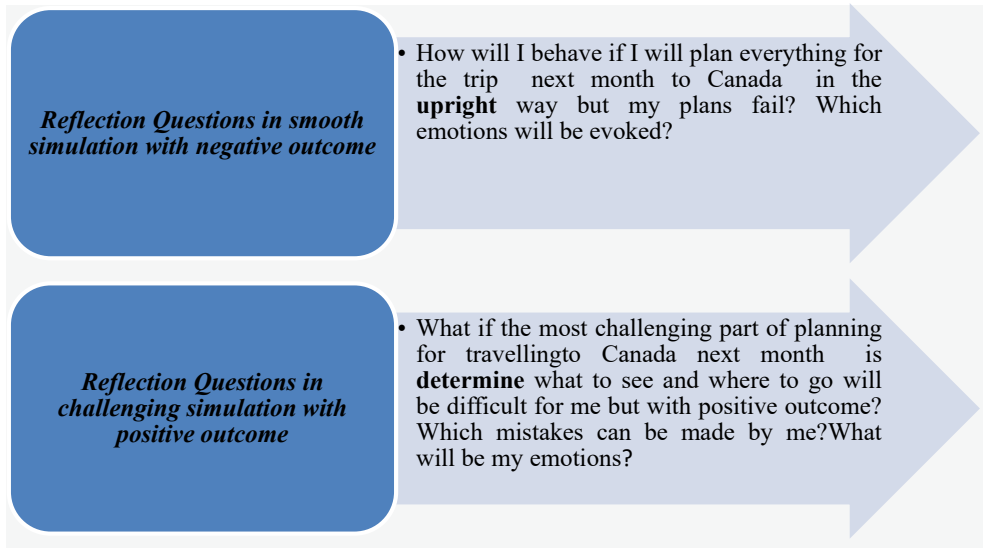 Reflection Questions in smooth
simulation with negative outcome
• How will I behave if I will plan everything for
the trip next month to Canada in the
upright way but my plans fail? Which
emotions will be evoked?
Reflection Questions in
challenging simulation with
positive outcome
• What if the most challenging part of planning
for travellingto Canada next month is
determine what to see and where to go will
be difficult for me but with positive outcome?
Which mistakes can be made by me?What
will be my emotions?